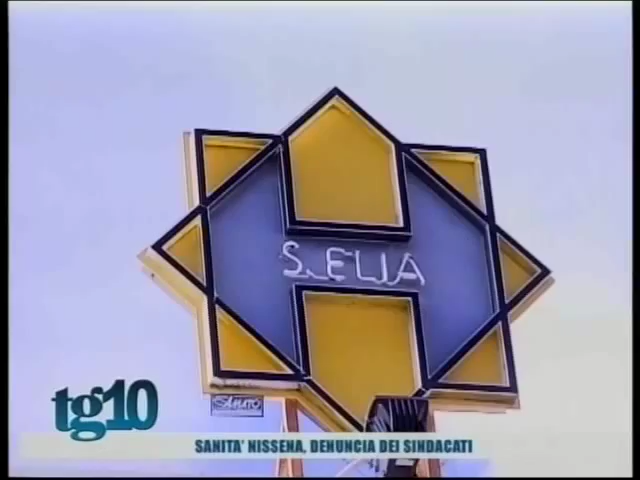 S. ELIA
tg10
SANITA' NISSENA, DENUNCIA DEI SINDACATI